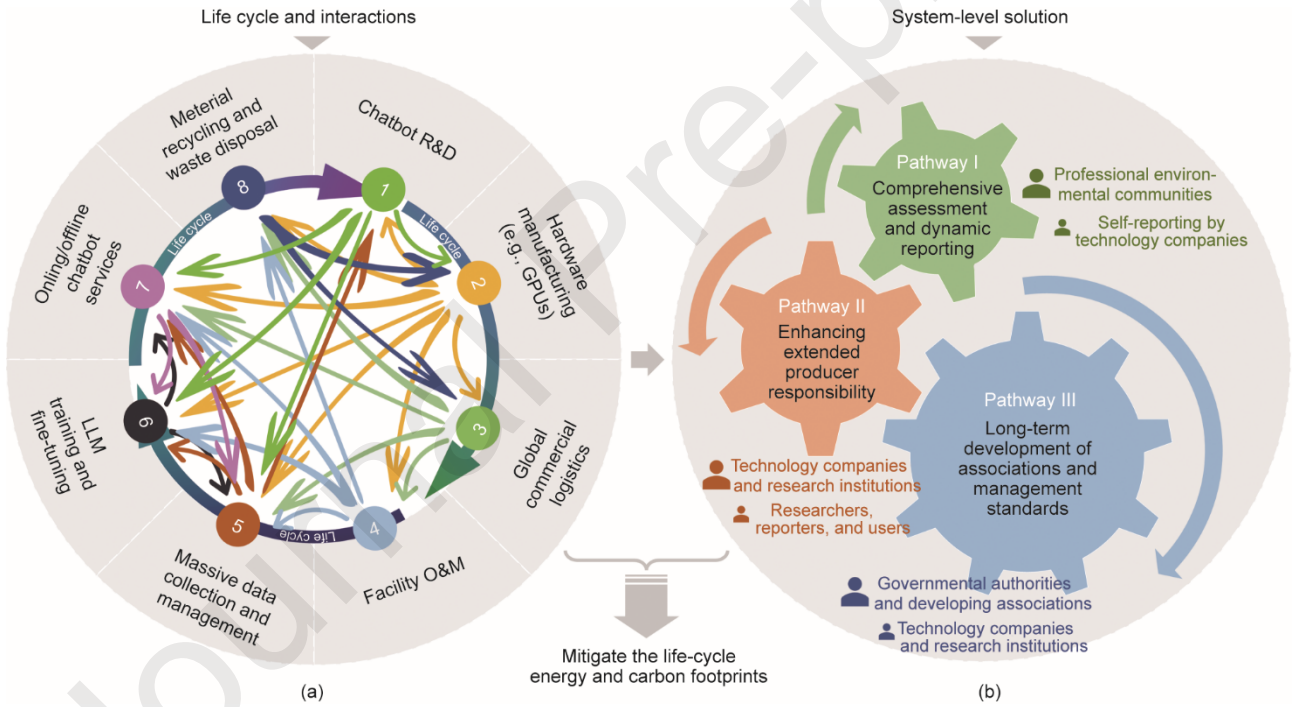 Life cycle and interactions
System-level solution
Meterial
recycling and
waste disposal
Chatbot R&D
Hardware
manufacturing
(e.g., GPUs)
Global
commercial
logistics
Facility O&M
Massive data
collection and
management
LLM
training and
fine-tuning
Onling/offline
chatbot
services
8
1
2
3
4
5
6
7
Life cycle
Life cycle
Life cycle
Pathway I
Comprehensive
assessment
and dynamic
reporting
Professional environ-
mental communities
Self-reporting by
technology companies
Pathway II
Enhancing
extended
producer
responsibility
Technology companies
and research institutions
Researchers,
reporters, and users
Pathway III
Long-term
development of
associations and
management
standards
Governmental authorities
and developing associations
Technology companies
and research institutions
Mitigate the life-cycle
energy and carbon footprints
(a)
(b)
Journal Pre-p